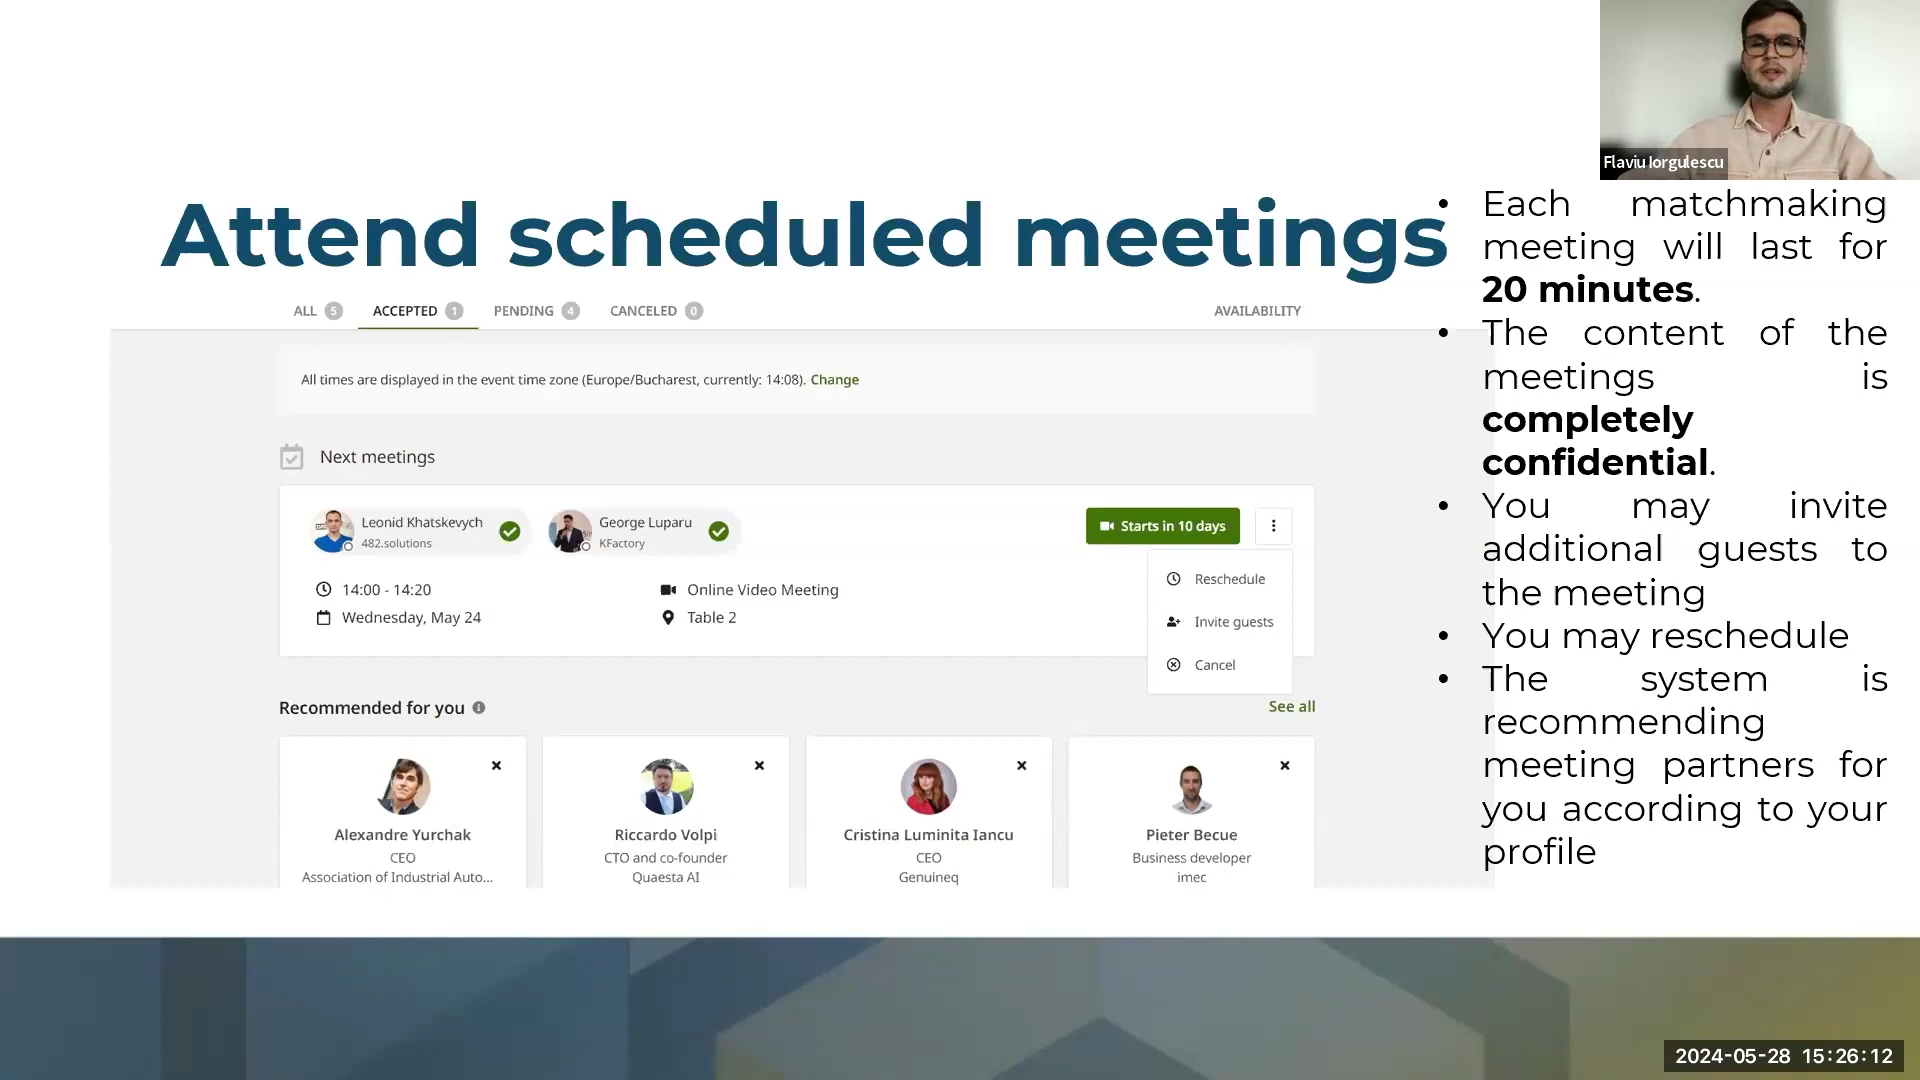 Flaviu Iorgulescu
Attend scheduled meetings
ALL 5 ACCEPTED 1 PENDING 4 CANCELED 0 AVAILABILITY
All times are displayed in the event time zone (Europe/Bucharest, currently: 14:08). Change
Next meetings
Leonid Khatskevych
482.solutions
George Luparu
KFactory
Starts in 10 days
14:00 - 14:20
Online Video Meeting
Wednesday, May 24
Table 2
Reschedule
Invite guests
Cancel
Recommended for you
See all
Alexandre Yurchak
CEO
Association of Industrial Auto...
Riccardo Volpi
CTO and co-founder
Quaesta AI
Cristina Luminita Iancu
CEO
Genuineq
Pieter Becue
Business developer
imec
• Each matchmaking
meeting will last for
20 minutes.
• The content of the
meetings is
completely
confidential.
• You may invite
additional guests to
the meeting
• You may reschedule
• The system is
recommending
meeting partners for
you according to your
profile
2024-05-28 15:26:12